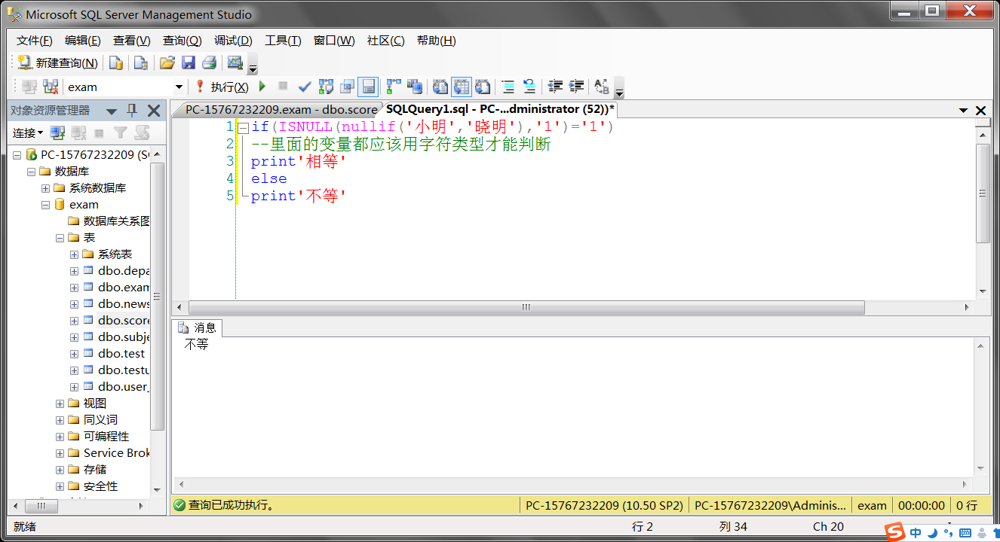 Microsoft SQL Server Management Studio
文件(F) 编辑(E) 查看(V) 查询(Q) 调试(D) 工具(T) 窗口(W) 社区(C) 帮助(H)
新建查询(N)
exam 执行(X)
对象资源管理器
PC-15767232209.exam - dbo.score SQLQuery1.sql - PC-...dministrator (52))*
连接
PC-15767232209 (S
数据库
系统数据库
exam
数据库关系图
表
系统表
dbo.depa
dbo.exam
dbo.news
dbo.score
dbo.subje
dbo.test
dbo.testu
dbo.user_
视图
同义词
可编程性
Service Brok
存储
安全性
1 if(ISNULL(nullif('小明','晓明'),'1')='1')
2 --里面的变量都应该用字符类型才能判断
3 print'相等'
4 else
5 print'不等'
消息
不等
查询已成功执行。 PC-15767232209 (10.50 SP2) PC-15767232209\Adminis... exam 00:00:00 0 行
就绪 行 2 列 34 Ch 20
S 中